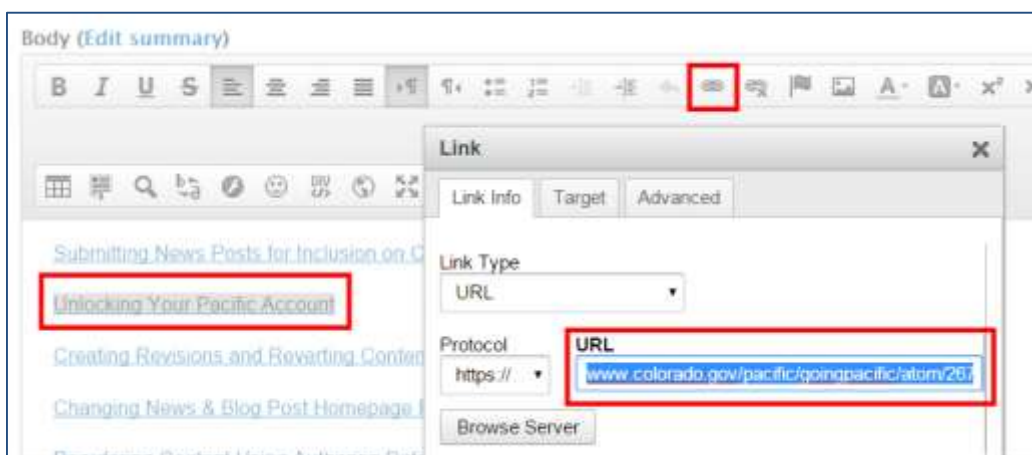 Body (Edit summary)
B I U S
Link
Link Info Target Advanced
Submitting News Posts for Inclusion on
Link Type
URL
Unlocking Your Pacific Account
Protocol URL
https:// www.colorado.gov/pacific/goingpacific/atom/267
Creating Revisions and Reverting Conten
Changing News & Blog Post Homepage
Browse Server